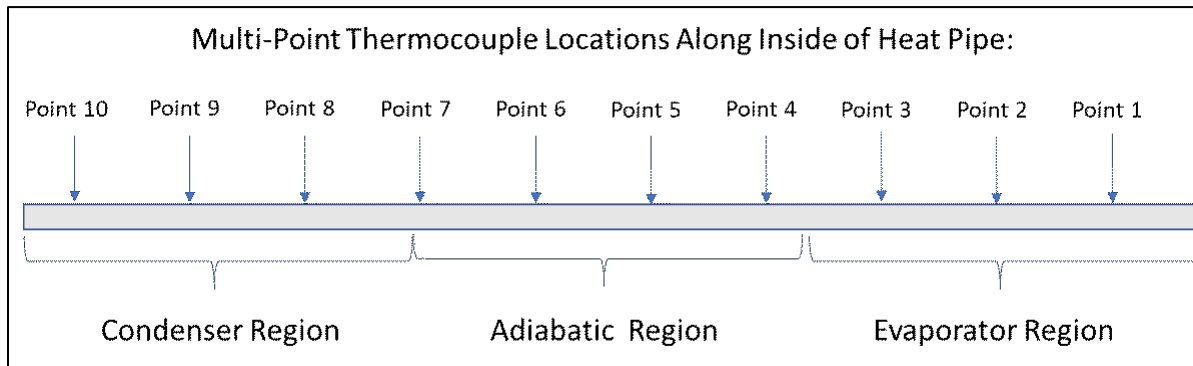 Multi-Point Thermocouple Locations Along Inside of Heat Pipe:
Point 10 Point 9 Point 8 Point 7 Point 6 Point 5 Point 4 Point 3 Point 2 Point 1
Condenser Region Adiabatic Region Evaporator Region